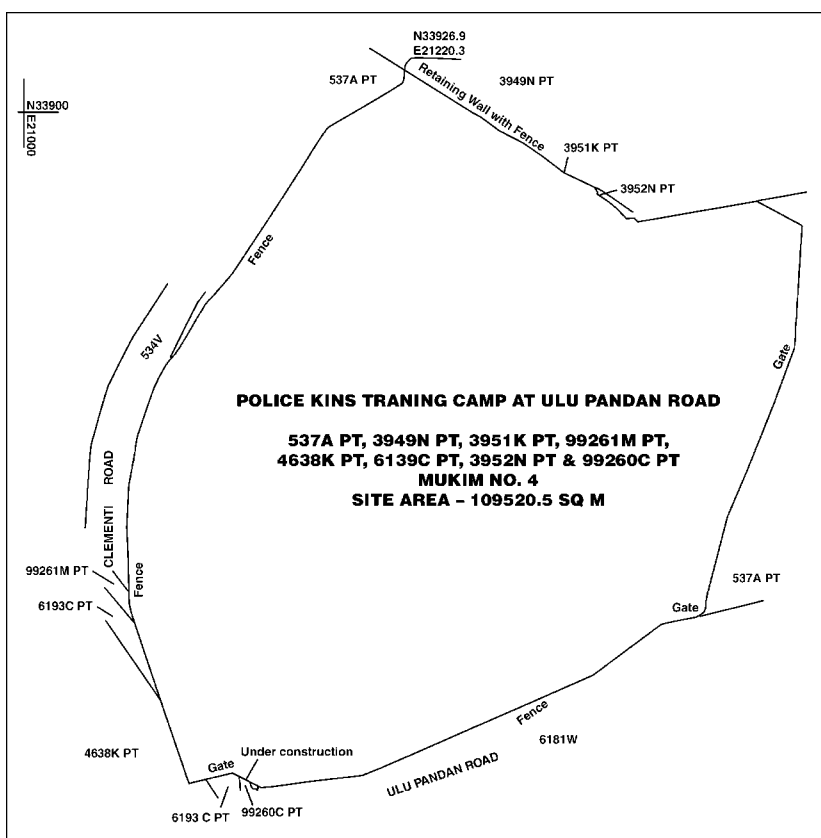 N33926.9
E21220.3
537A PT
3949N PT
Retaining Wall with Fence
N33900
E21000
3951K PT
3952N PT
Fence
534V
Gate
POLICE KINS TRANING CAMP AT ULU PANDAN ROAD
537A PT, 3949N PT, 3951K PT, 99261M PT,
4638K PT, 6139C PT, 3952N PT & 99260C PT
MUKIM NO. 4
SITE AREA – 109520.5 SQ M
CLEMENTI ROAD
99261M PT
Fence
537A PT
6193C PT
Gate
Fence
6181W
4638K PT
Under construction
Gate
ULU PANDAN ROAD
6193 C PT
99260C PT